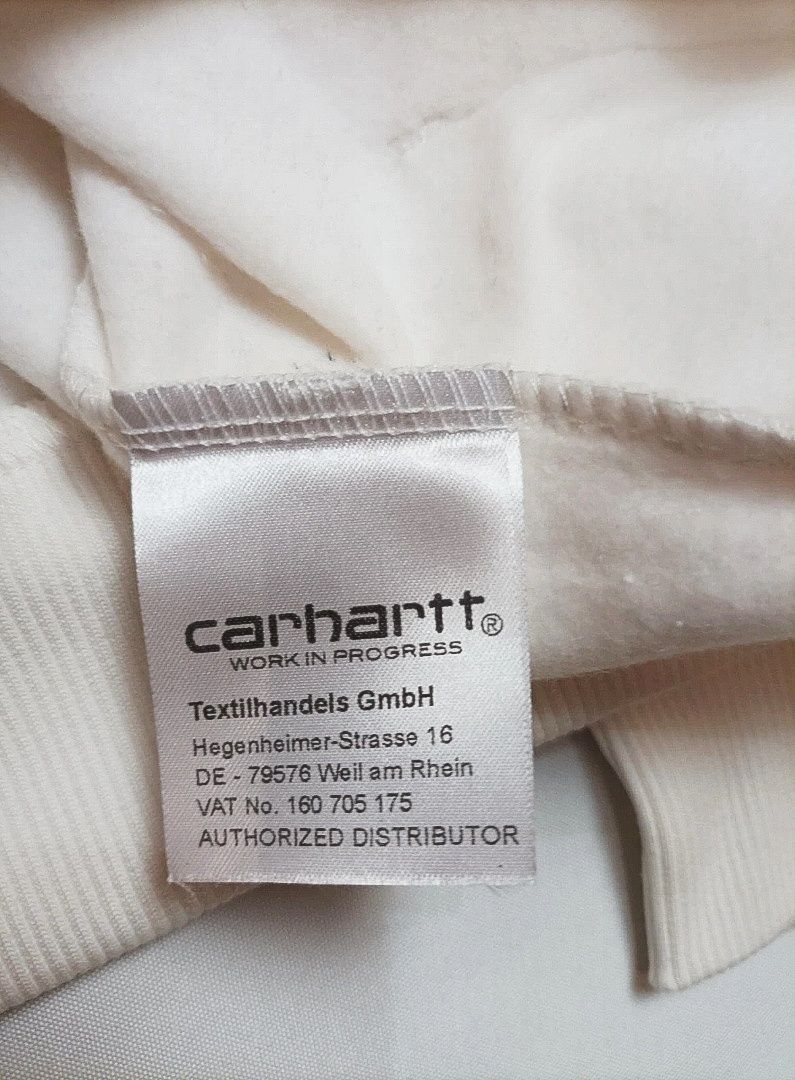 carhartt®
WORK IN PROGRESS
Textilhandels GmbH
Hegenheimer-Strasse 16
DE - 79576 Weil am Rhein
VAT No. 160 705 175
AUTHORIZED DISTRIBUTOR